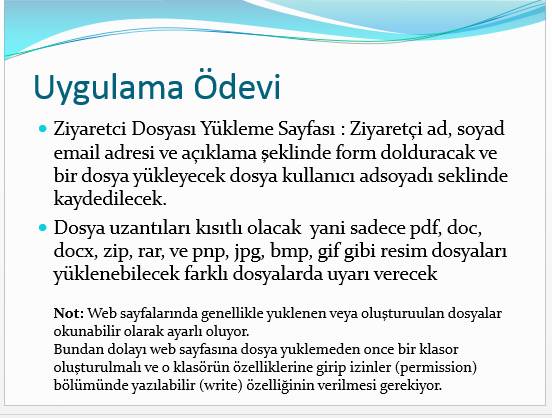 Uygulama Ödevi
Ziyaretci Dosyası Yükleme Sayfası : Ziyaretçi ad, soyad
email adresi ve açıklama şeklinde form dolduracak ve
bir dosya yükleyecek dosya kullanıcı adsoyadı seklinde
kaydedilecek.
Dosya uzantıları kısıtlı olacak yani sadece pdf, doc,
docx, zip, rar, ve pnp, jpg, bmp, gif gibi resim dosyaları
yüklenebilecek farklı dosyalarda uyarı verecek
Not: Web sayfalarında genellikle yuklenen veya oluşturuulan dosyalar
okunabilir olarak ayarlı oluyor.
Bundan dolayı web sayfasına dosya yuklemeden once bir klasor
oluşturulmalı ve o klasörün özelliklerine girip izinler (permission)
bölümünde yazılabilir (write) özelliğinin verilmesi gerekiyor.